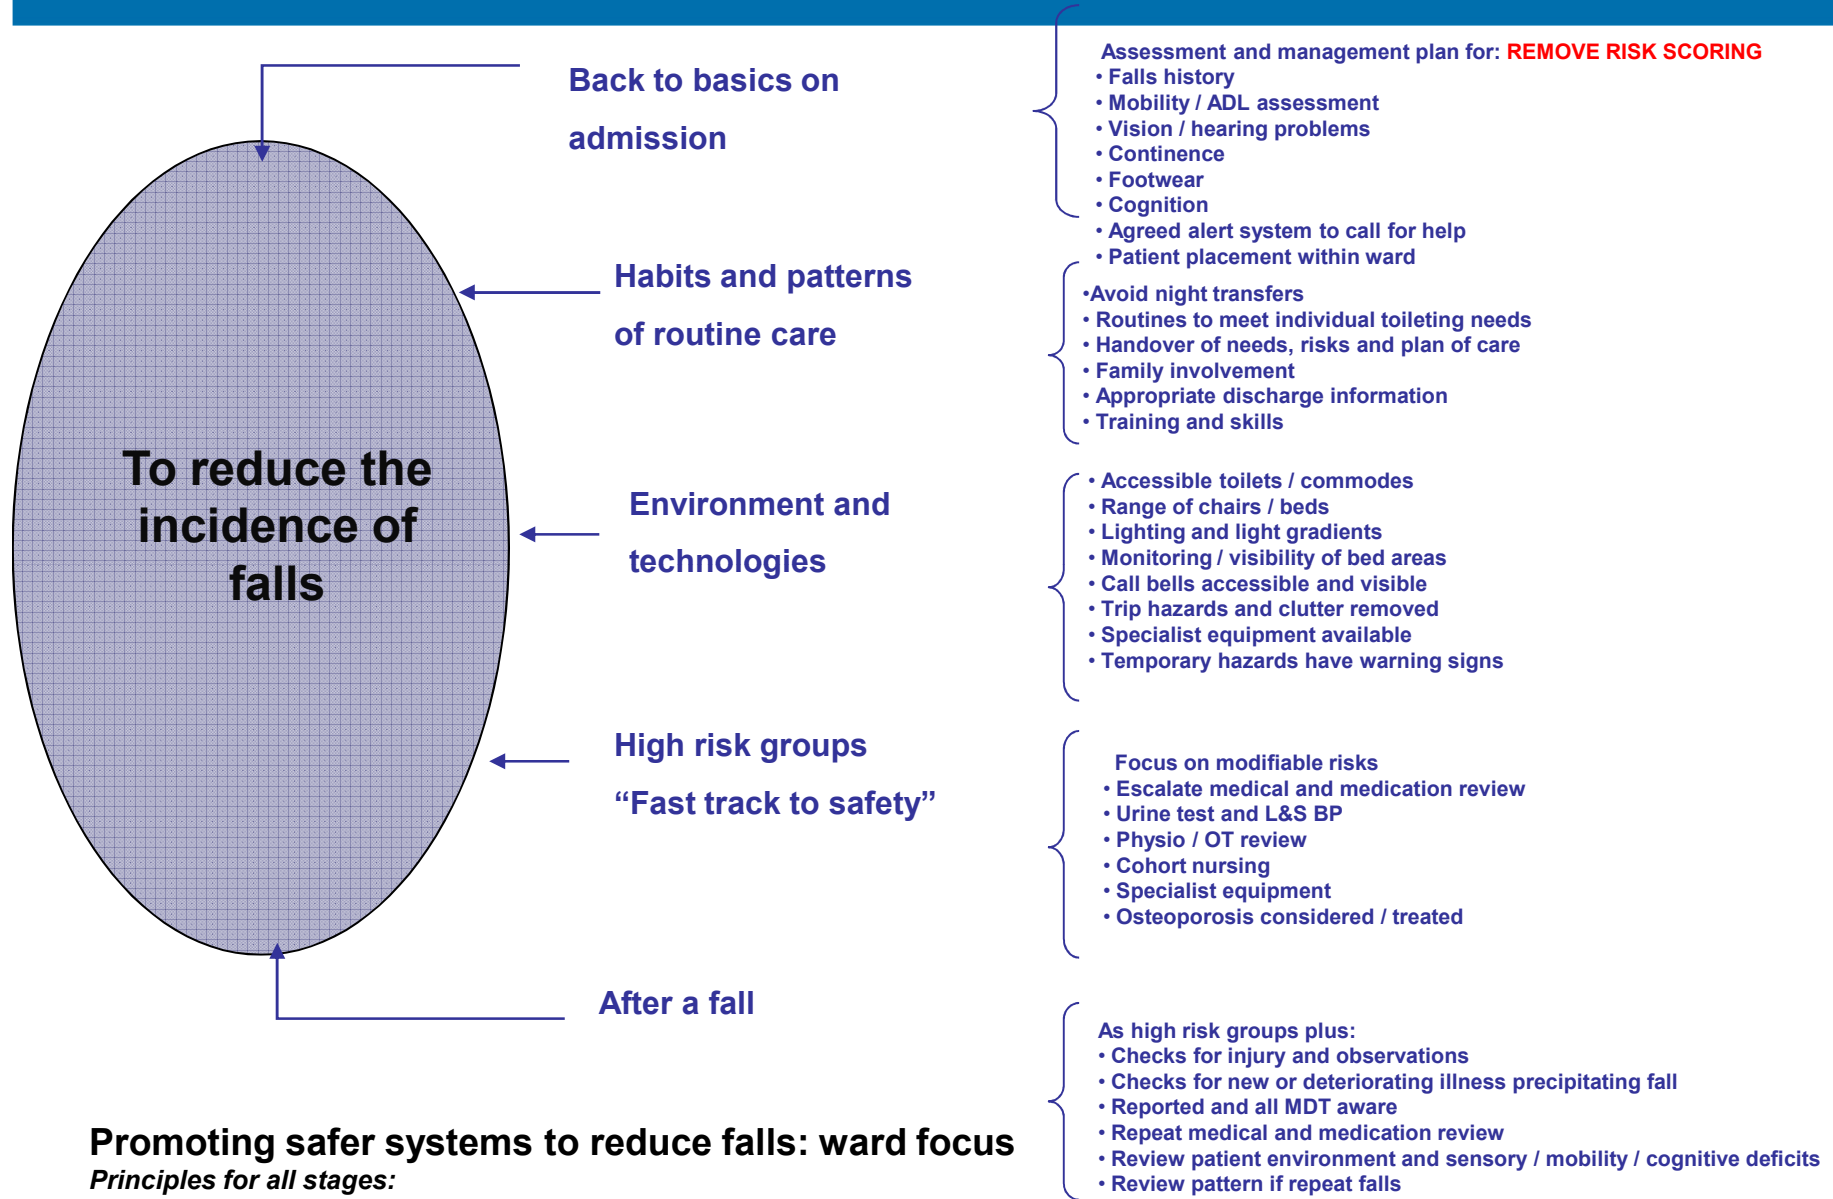 Back to basics on
admission
Assessment and management plan for: REMOVE RISK SCORING
• Falls history
• Mobility / ADL assessment
• Vision / hearing problems
• Continence
• Footwear
• Cognition
• Agreed alert system to call for help
• Patient placement within ward
Habits and patterns
of routine care
•Avoid night transfers
• Routines to meet individual toileting needs
• Handover of needs, risks and plan of care
• Family involvement
• Appropriate discharge information
• Training and skills
To reduce the
incidence of
falls
Environment and
technologies
• Accessible toilets / commodes
• Range of chairs / beds
• Lighting and light gradients
• Monitoring / visibility of bed areas
• Call bells accessible and visible
• Trip hazards and clutter removed
• Specialist equipment available
• Temporary hazards have warning signs
High risk groups
“Fast track to safety”
Focus on modifiable risks
• Escalate medical and medication review
• Urine test and L&S BP
• Physio / OT review
• Cohort nursing
• Specialist equipment
• Osteoporosis considered / treated
After a fall
As high risk groups plus:
• Checks for injury and observations
• Checks for new or deteriorating illness precipitating fall
• Reported and all MDT aware
• Repeat medical and medication review
• Review patient environment and sensory / mobility / cognitive deficits
• Review pattern if repeat falls
Promoting safer systems to reduce falls: ward focus
Principles for all stages: